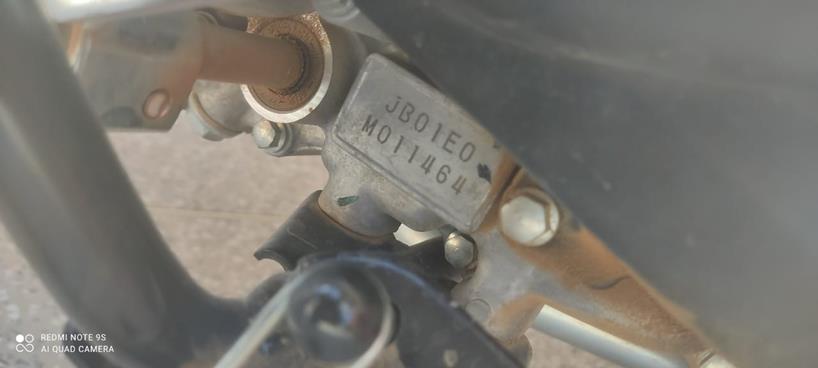 JB01E0
M011464
REDMI NOTE 9S
AI QUAD CAMERA